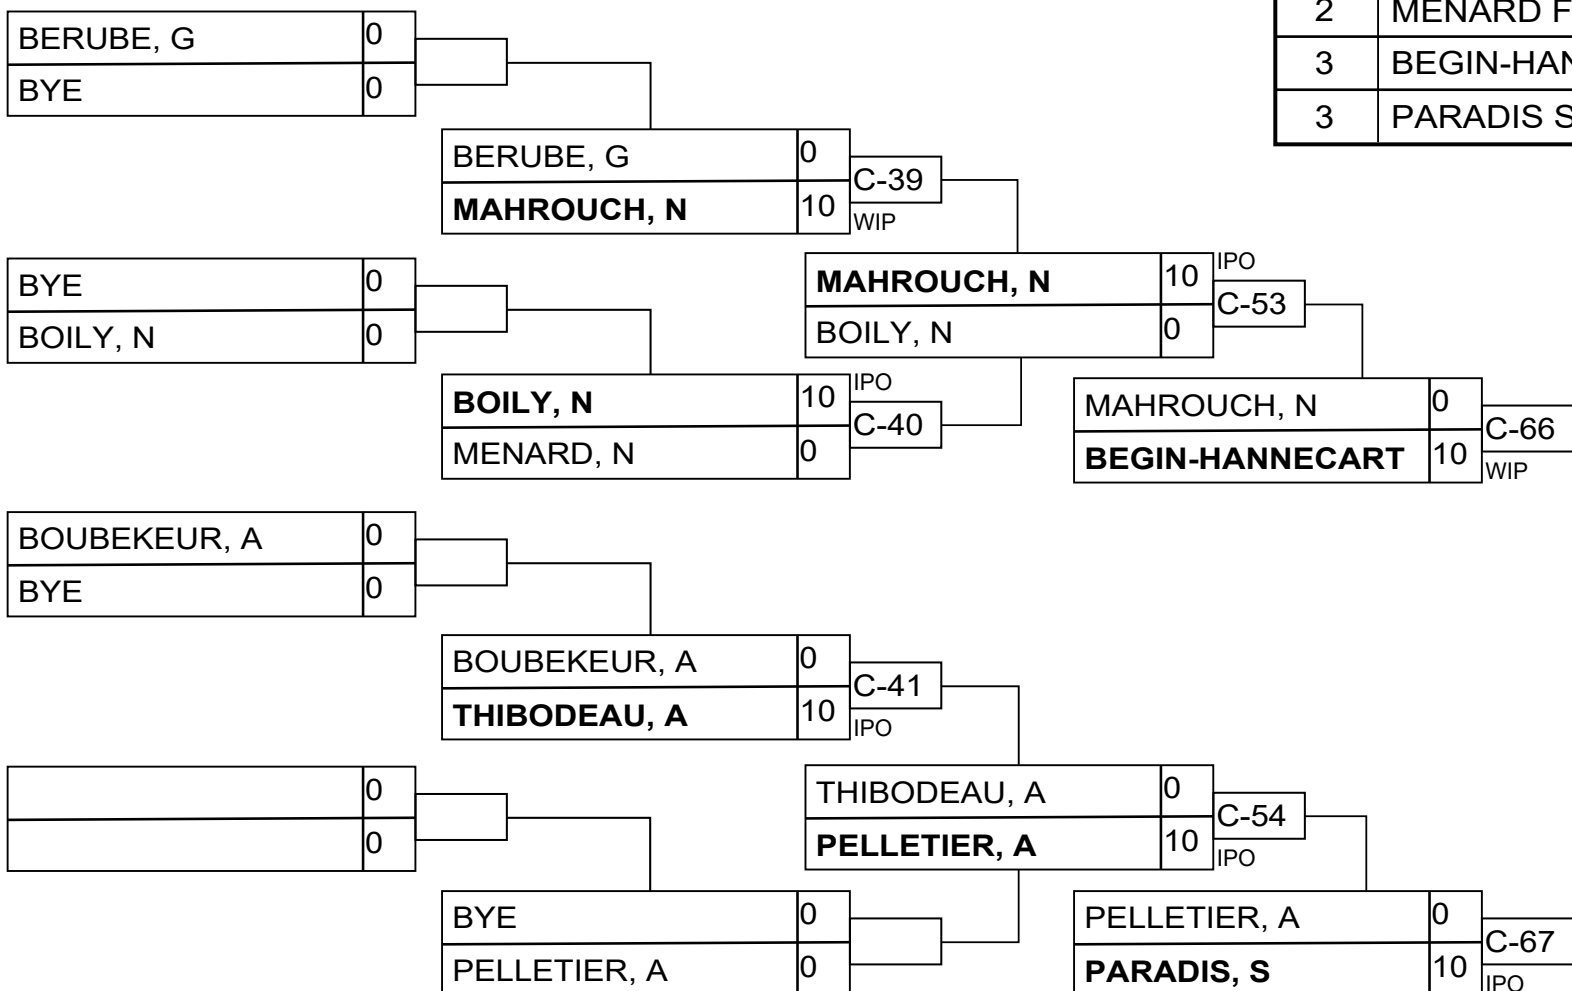 2 MENARD F
3 BEGIN-HAN
3 PARADIS S
BERUBE, G 0
BYE 0
BERUBE, G 0
C-39
MAHROUCH, N 10
WIP
BYE 0
BOILY, N 0
MAHROUCH, N 10 IPO
C-53
BOILY, N 0
BOILY, N 10 IPO
C-40
MENARD, N 0
MAHROUCH, N 0
C-66
BEGIN-HANNECART 10
WIP
BOUBEKEUR, A 0
BYE 0
BOUBEKEUR, A 0
C-41
THIBODEAU, A 10
IPO
0
0
THIBODEAU, A 0
C-54
PELLETIER, A 10
IPO
BYE 0
PELLETIER, A 0
PELLETIER, A 0
C-67
PARADIS, S 10
IPO